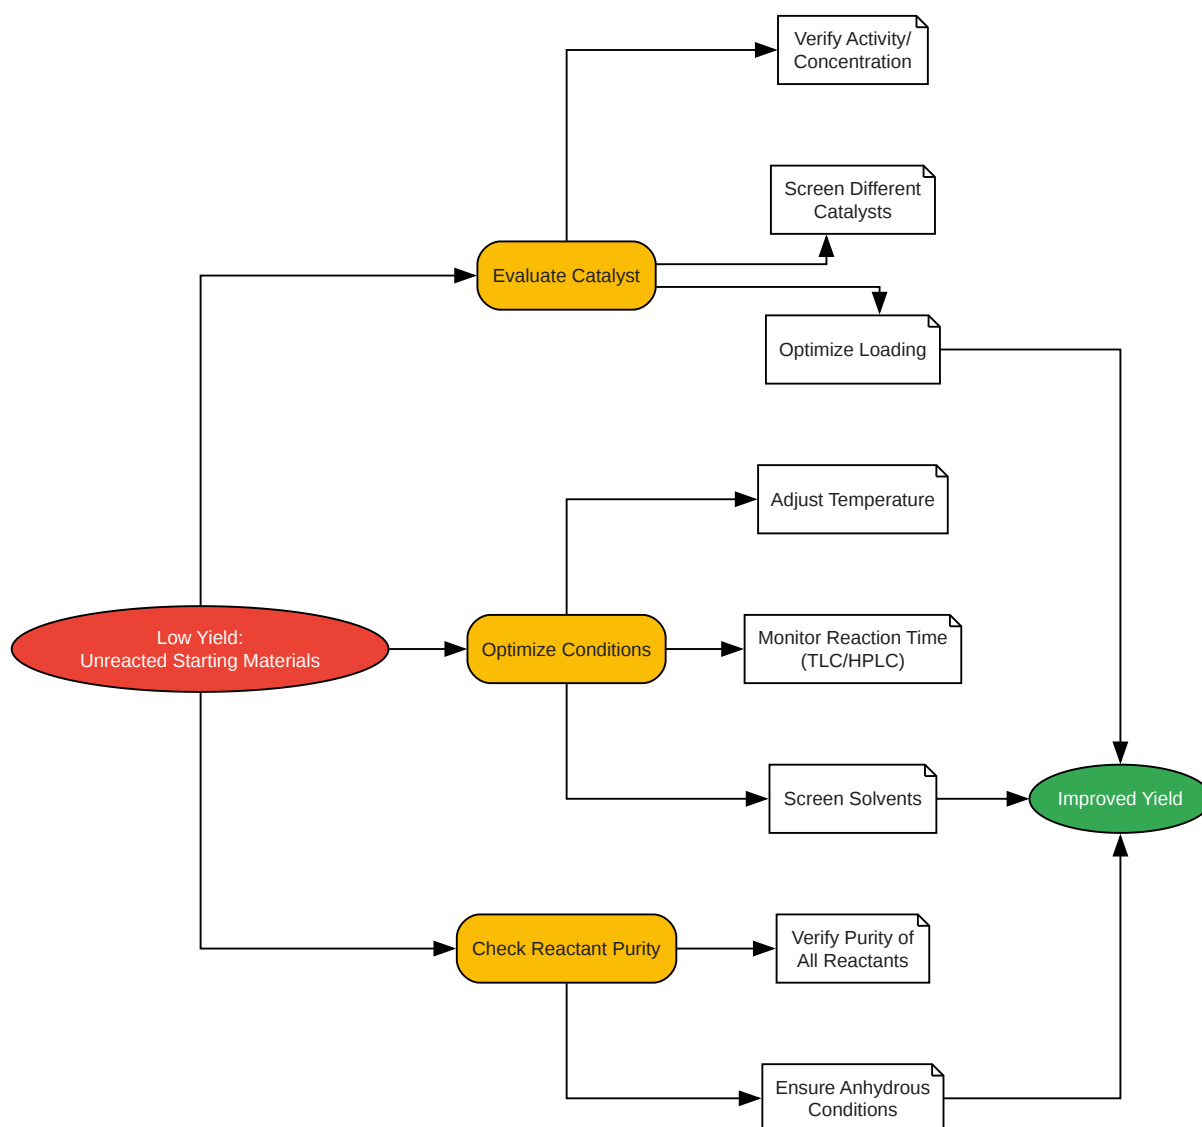 Verify Activity/
Concentration
Screen Different
Catalysts
Evaluate Catalyst
Optimize Loading
Adjust Temperature
Low Yield:
Unreacted Starting Materials
Optimize Conditions
Monitor Reaction Time
(TLC/HPLC)
Screen Solvents
Improved Yield
Check Reactant Purity
Verify Purity of
All Reactants
Ensure Anhydrous
Conditions